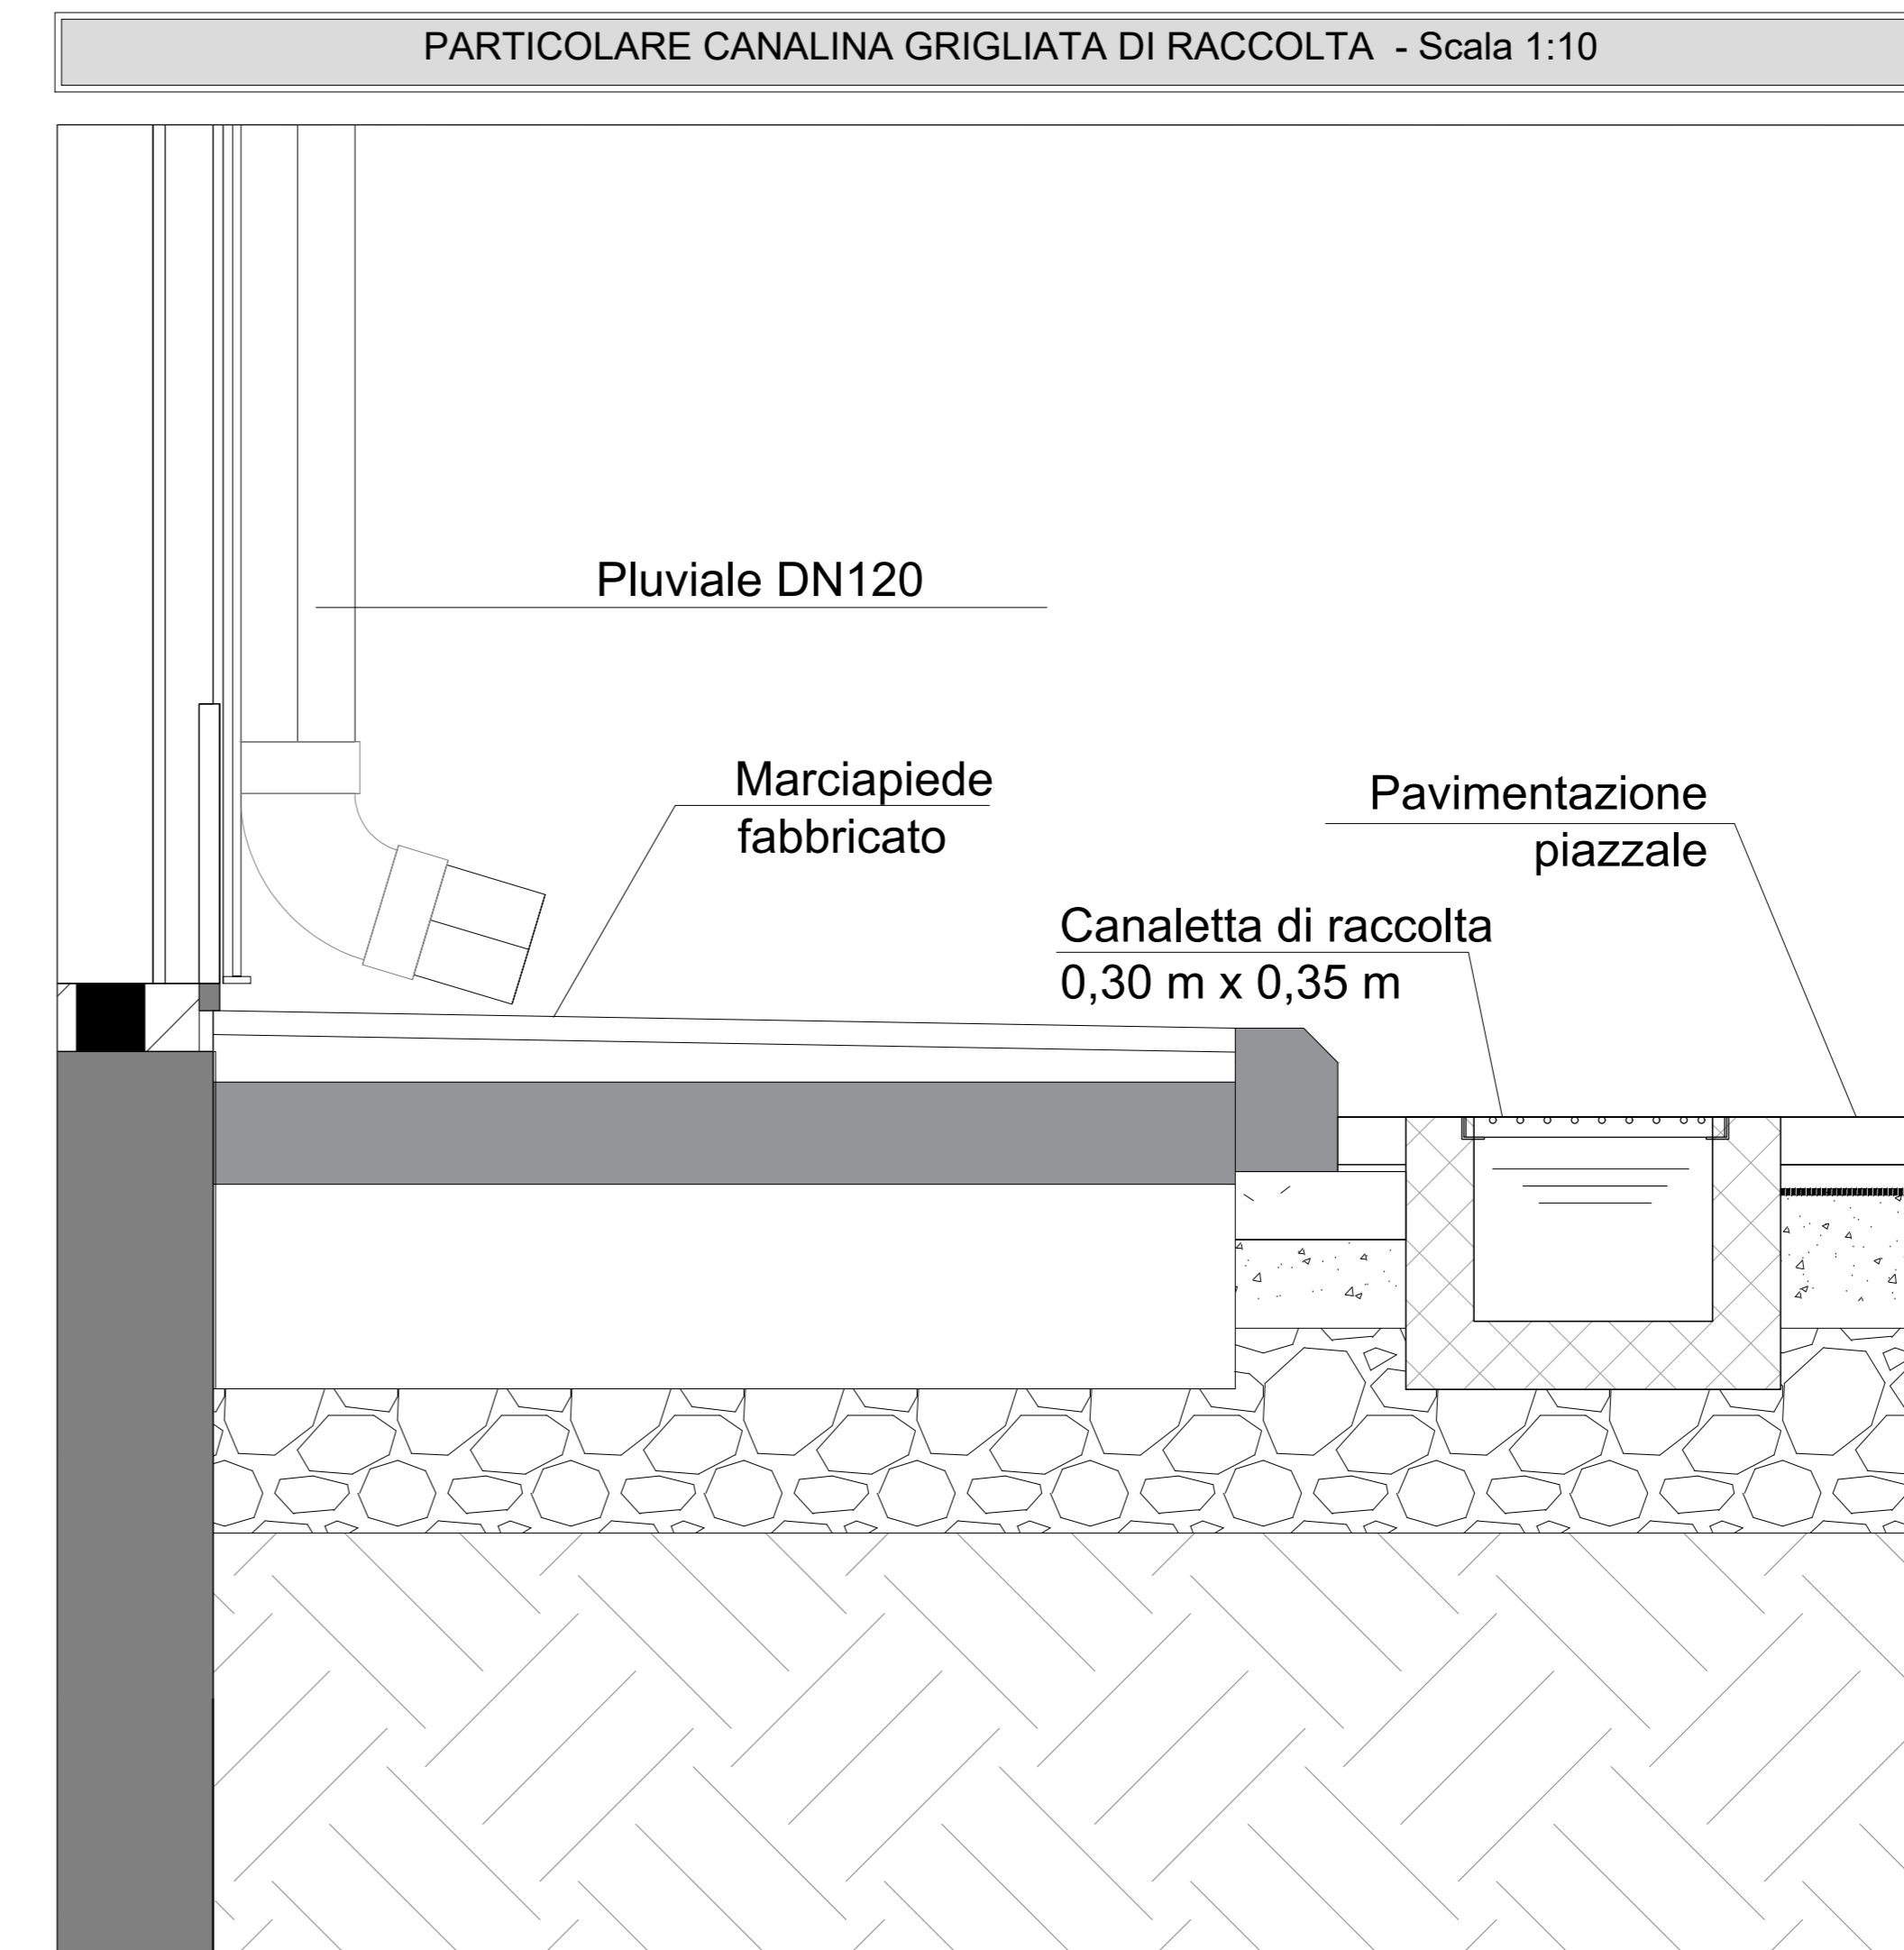 PARTICOLARE CANALINA GRIGLIATA DI RACCOLTA - Scala 1:10
Pluviale DN120
Marciapiede
fabbricato
Pavimentazione
piazzale
Canaletta di raccolta
0,30 m x 0,35 m